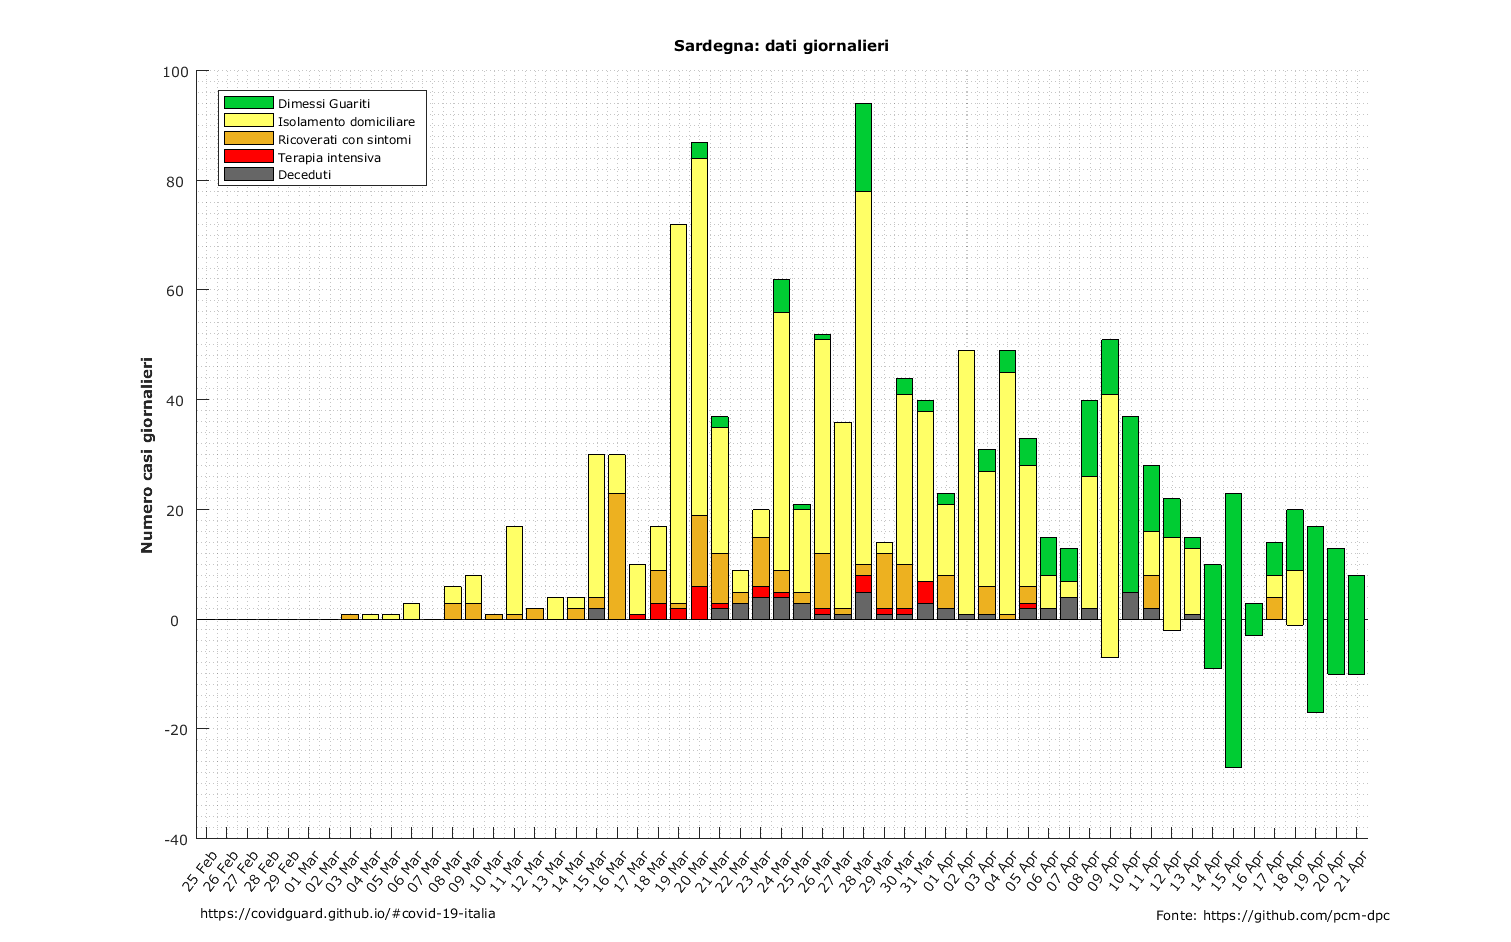 Sardegna: dati giornalieri
Numero casi giornalieri
100
80
60
40
20
0
-20
-40
Dimessi Guariti
Isolamento domiciliare
Ricoverati con sintomi
Terapia intensiva
Deceduti
25 Feb
26 Feb
27 Feb
28 Feb
29 Feb
01 Mar
02 Mar
03 Mar
04 Mar
05 Mar
06 Mar
07 Mar
08 Mar
09 Mar
10 Mar
11 Mar
12 Mar
13 Mar
14 Mar
15 Mar
16 Mar
17 Mar
18 Mar
19 Mar
20 Mar
21 Mar
22 Mar
23 Mar
24 Mar
25 Mar
26 Mar
27 Mar
28 Mar
29 Mar
30 Mar
31 Mar
01 Apr
02 Apr
03 Apr
04 Apr
05 Apr
06 Apr
07 Apr
08 Apr
09 Apr
10 Apr
11 Apr
12 Apr
13 Apr
14 Apr
15 Apr
16 Apr
17 Apr
18 Apr
19 Apr
20 Apr
21 Apr
https://covidguard.github.io/#covid-19-italia
Fonte: https://github.com/pcm-dpc